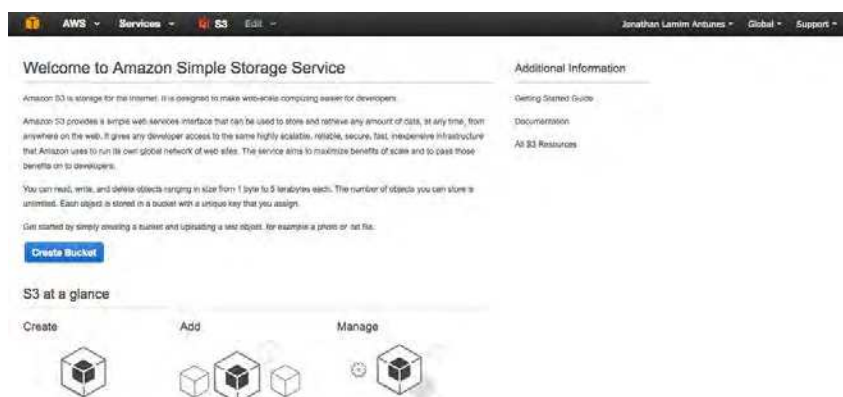 AWS Services S3 Edit Jonathan Lamim Antunes Global Support
Welcome to Amazon Simple Storage Service
Amazon S3 is storage for the Internet. It is designed to make web-scale computing easier for developers.
Amazon S3 provides a simple web services interface that can be used to store and retrieve any amount of data, at any time, from
anywhere on the web. It gives any developer access to the same highly scalable, reliable, secure, fast, inexpensive infrastructure
that Amazon uses to run its own global network of web sites. The service aims to maximize benefits of scale and to pass those
benefits on to developers.
You can read, write, and delete objects ranging in size from 1 byte to 5 terabytes each. The number of objects you can store is
unlimited. Each object is stored in a bucket with a unique key that you assign.
Get started by simply creating a bucket and uploading a test object, for example a photo or .txt file.
Create Bucket
S3 at a glance
Create Add Manage
Additional Information
Getting Started Guide
Documentation
All S3 Resources